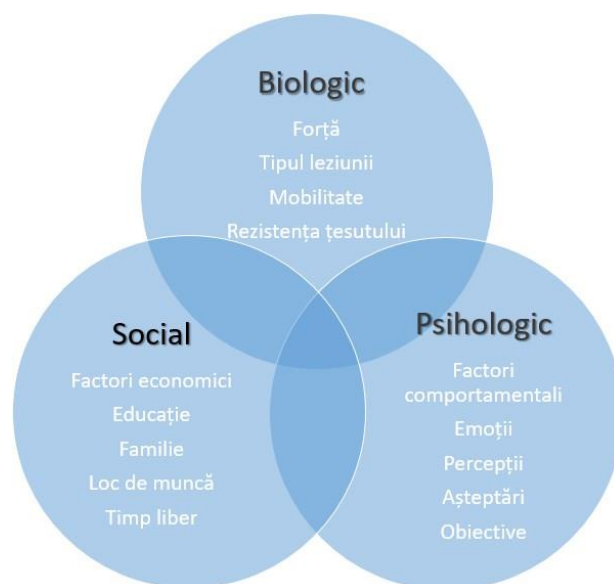 Biologic
Forță
Tipul leziunii
Mobilitate
Rezistența țesutului
Social
Factori economici
Educație
Familie
Loc de muncă
Timp liber
Psihologic
Factori
comportamentali
Emoții
Percepții
Așteptări
Obiective